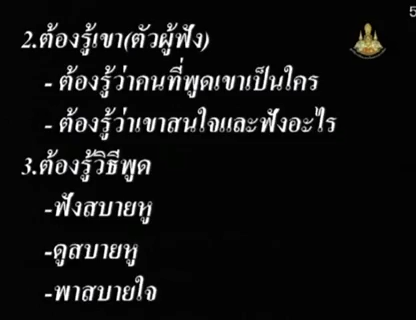 5
2.ต้องรู้เขา(ตัวผู้ฟัง)
- ต้องรู้ว่าคนที่พูดเขาเป็นใคร
- ต้องรู้ว่าเขาสนใจและฟังอะไร
3.ต้องรู้วิธีพูด
-ฟังสบายหู
-ดูสบายหู
-พาสบายใจ